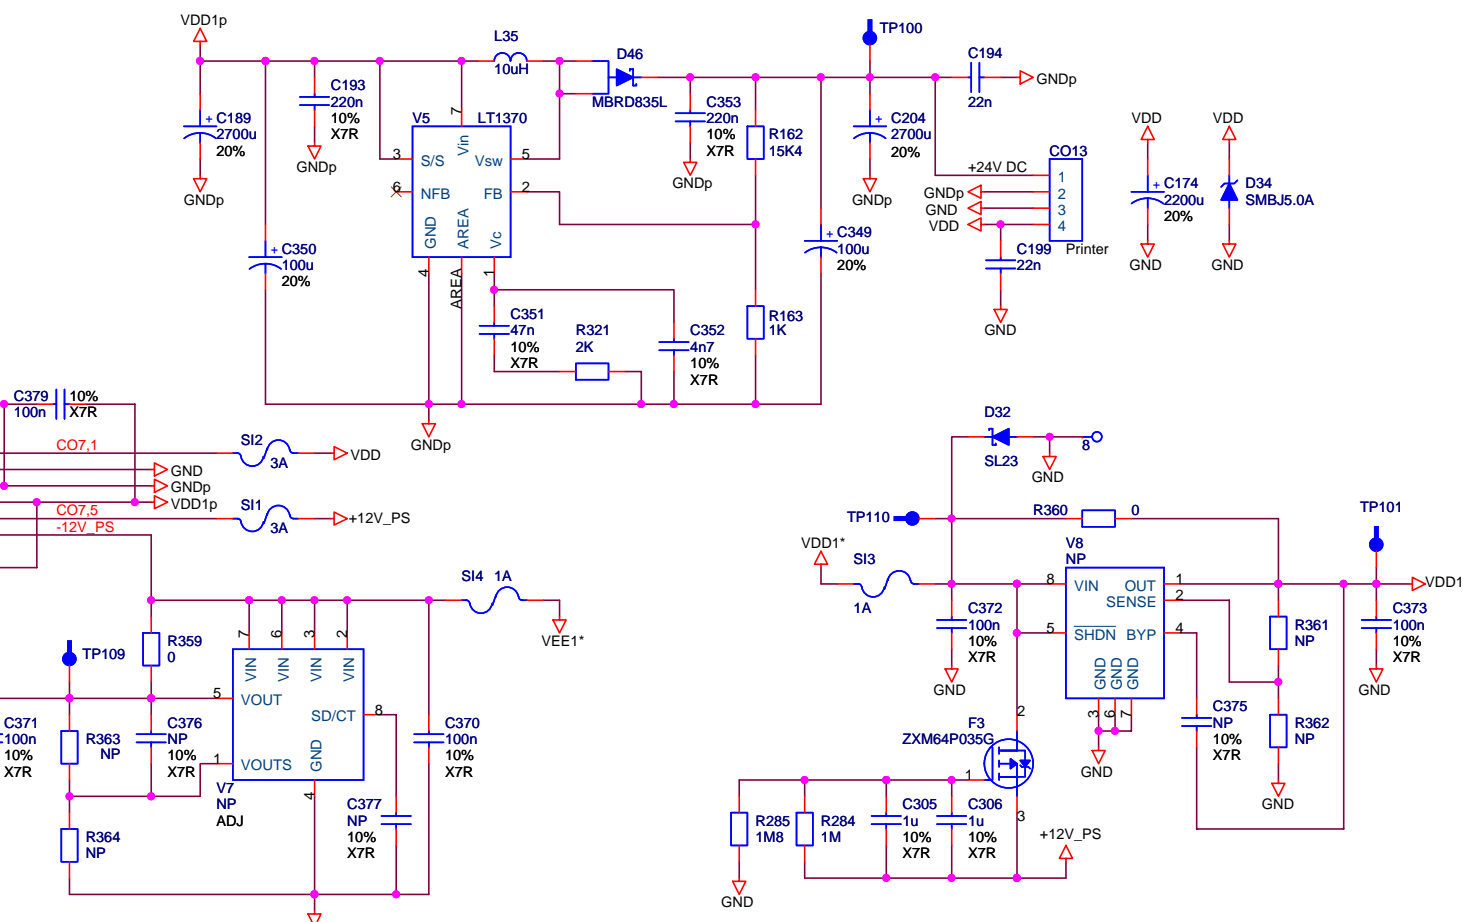 VDD1p
L35
10uH
D46
MBRD835L
TP100
C194
22n
GNDp
C193
220n
10%
X7R
GNDp
C189
+
2700u
20%
GNDp
V5
LT1370
7
Vin
3
S/S
Vsw
5
6
NFB
FB
2
GND
AREA
Vc
4
AREA
1
C353
220n
10%
X7R
GNDp
R162
15K4
C204
+
2700u
20%
GNDp
CO13
+24V DC
1
GNDp
2
GND
3
VDD
4
Printer
C199
22n
GND
VDD
C174
+
2200u
20%
GND
VDD
D34
SMBJ5.0A
GND
C350
+
100u
20%
C349
+
100u
20%
C351
47n
10%
X7R
R321
2K
C352
4n7
10%
X7R
R163
1K
GNDp
C379
100n
10%
X7R
CO7,1
SI2
3A
VDD
GND
GNDp
VDD1p
CO7,5
SI1
3A
+12V_PS
-12V_PS
SI4 1A
VEE1*
R359
0
TP109
7
6
3
2
VIN
VIN
VIN
VIN
5
VOUT
SD/CT
8
1
VOUTS
GND
4
V7
NP
ADJ
C371
100n
10%
X7R
R363
NP
C376
NP
10%
X7R
R364
NP
C377
NP
10%
X7R
C370
100n
10%
X7R
D32
SL23
8
GND
TP110
R360
0
TP101
VDD1*
SI3
1A
V8
NP
8
VIN
OUT
1
SENSE
2
5
SHDN
BYP
4
GND
GND
GND
3
6
7
GND
VDD1
C372
100n
10%
X7R
GND
R361
NP
C373
100n
10%
X7R
GND
C375
NP
10%
X7R
R362
NP
GND
F3
ZXM64P035G
2
1
3
R285
1M8
R284
1M
C305
1u
10%
X7R
C306
1u
10%
X7R
+12V_PS
GND